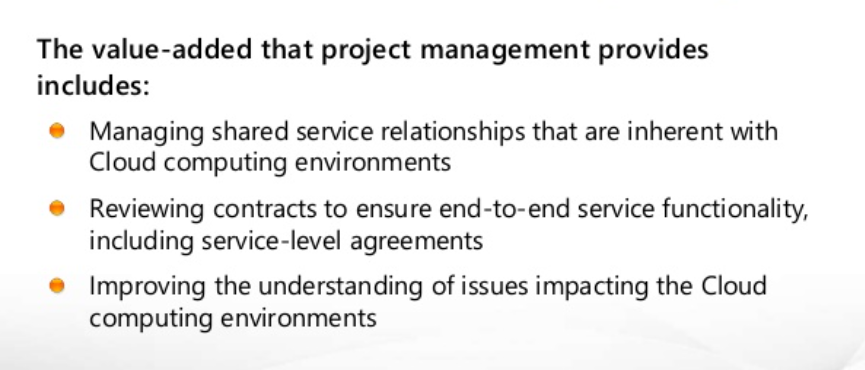 The value-added that project management provides
includes:
Managing shared service relationships that are inherent with
Cloud computing environments
Reviewing contracts to ensure end-to-end service functionality,
including service-level agreements
Improving the understanding of issues impacting the Cloud
computing environments